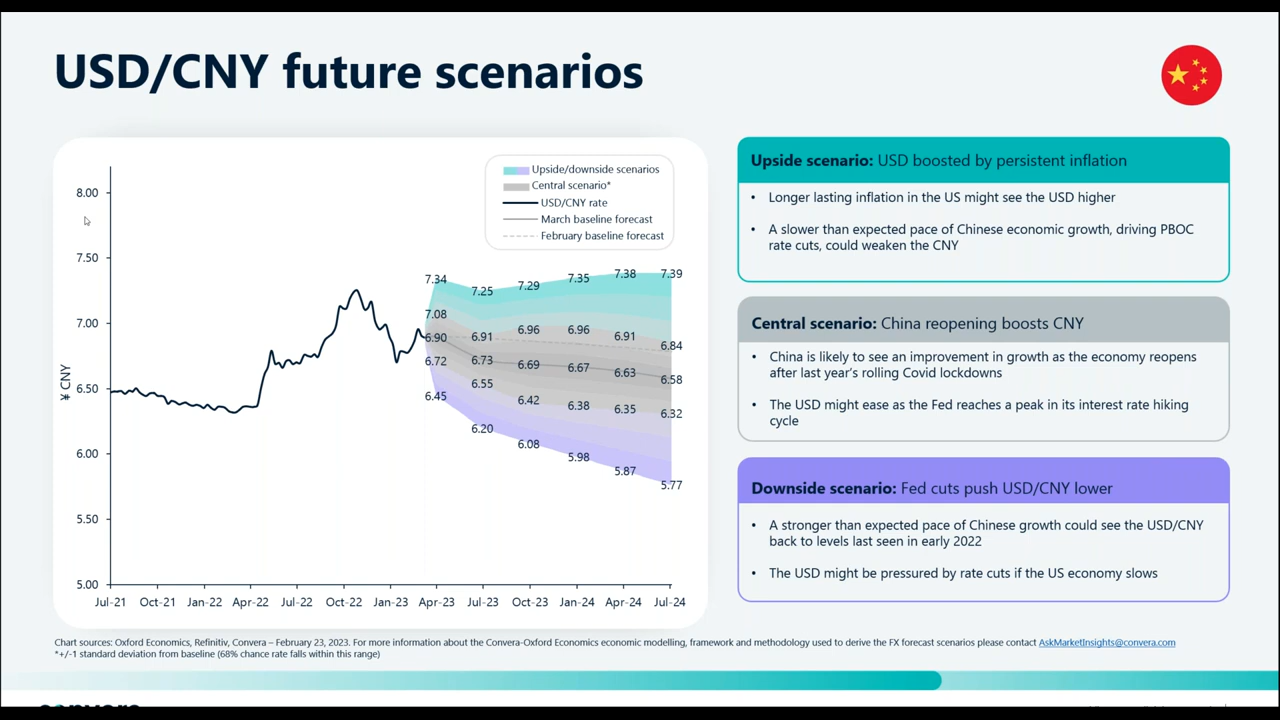 USD/CNY future scenarios
Upside/downside scenarios
Central scenario*
USD/CNY rate
March baseline forecast
February baseline forecast
¥ CNY
8.00
7.50
7.00
6.50
6.00
5.50
5.00
7.34
7.25
7.29
7.35
7.38
7.39
7.08
6.91
6.96
6.96
6.91
6.84
6.90
6.73
6.69
6.67
6.63
6.58
6.72
6.55
6.42
6.38
6.35
6.32
6.45
6.20
6.08
5.98
5.87
5.77
Jul-21 Oct-21 Jan-22 Apr-22 Jul-22 Oct-22 Jan-23 Apr-23 Jul-23 Oct-23 Jan-24 Apr-24 Jul-24
Upside scenario: USD boosted by persistent inflation
• Longer lasting inflation in the US might see the USD higher
• A slower than expected pace of Chinese economic growth, driving PBOC
rate cuts, could weaken the CNY
Central scenario: China reopening boosts CNY
• China is likely to see an improvement in growth as the economy reopens
after last year's rolling Covid lockdowns
• The USD might ease as the Fed reaches a peak in its interest rate hiking
cycle
Downside scenario: Fed cuts push USD/CNY lower
• A stronger than expected pace of Chinese growth could see the USD/CNY
back to levels last seen in early 2022
• The USD might be pressured by rate cuts if the US economy slows
Chart sources: Oxford Economics, Refinitiv, Convera – February 23, 2023. For more information about the Convera-Oxford Economics economic modelling, framework and methodology used to derive the FX forecast scenarios please contact AskMarketInsights@convera.com
*+/-1 standard deviation from baseline (68% chance rate falls within this range)
convera